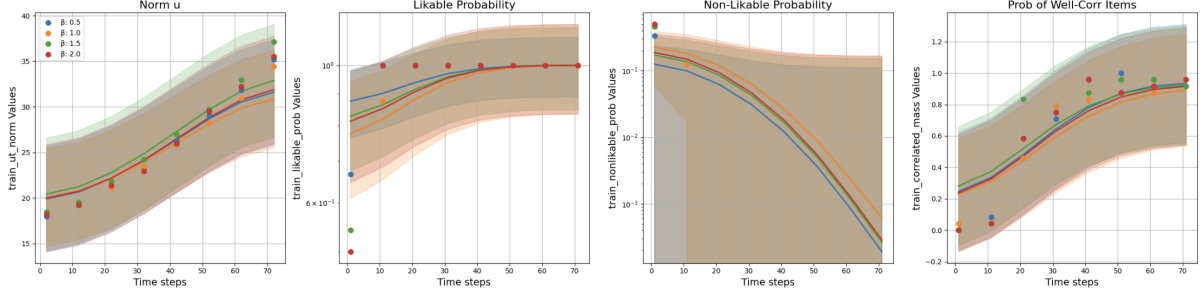 Norm u
40
35
30
25
20
15
train_ut_norm Values
β: 0.5
β: 1.0
β: 1.5
β: 2.0
0 10 20 30 40 50 60 70
Time steps
Likable Probability
10⁰
6 × 10⁻¹
train_likable_prob Values
0 10 20 30 40 50 60 70
Time steps
Non-Likable Probability
10⁻¹
10⁻²
10⁻³
train_nonlikable_prob Values
0 10 20 30 40 50 60 70
Time steps
Prob of Well-Corr Items
1.2
1.0
0.8
0.6
0.4
0.2
0.0
−0.2
train_correlated_mass Values
0 10 20 30 40 50 60 70
Time steps